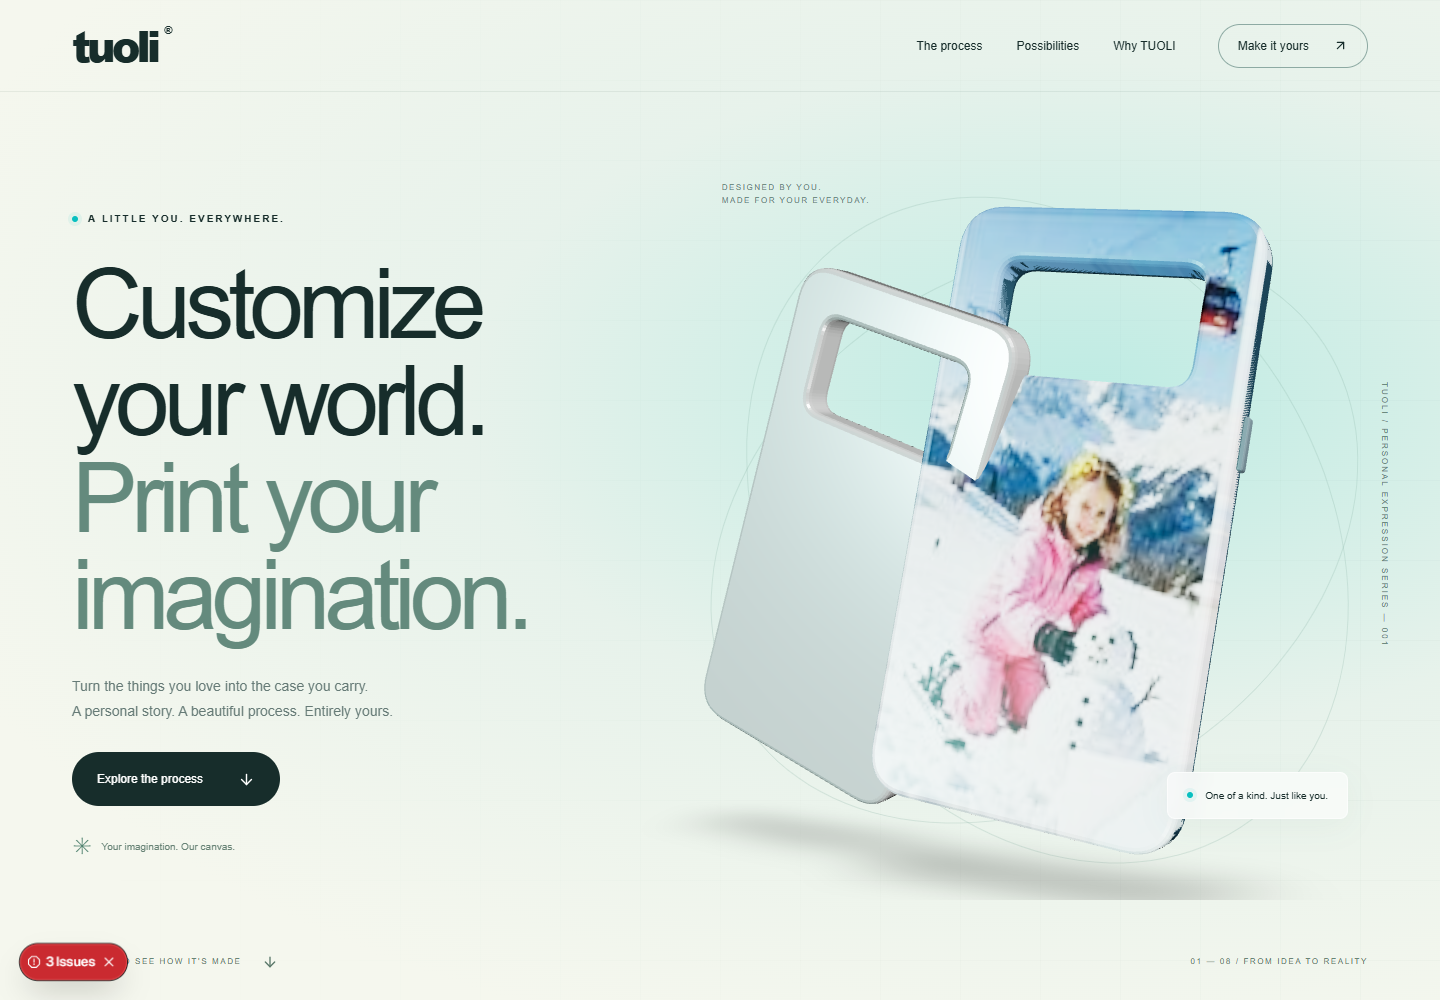 tuoli ®
The process
Possibilities
Why TUOLI
Make it yours
DESIGNED BY YOU.
MADE FOR YOUR EVERYDAY.
A LITTLE YOU. EVERYWHERE.
Customize
your world.
Print your
imagination.
TUOLI / PERSONAL EXPRESSION SERIES — 001
Turn the things you love into the case you carry.
A personal story. A beautiful process. Entirely yours.
Explore the process
One of a kind. Just like you.
Your imagination. Our canvas.
3 Issues
SEE HOW IT'S MADE
01 — 08 / FROM IDEA TO REALITY